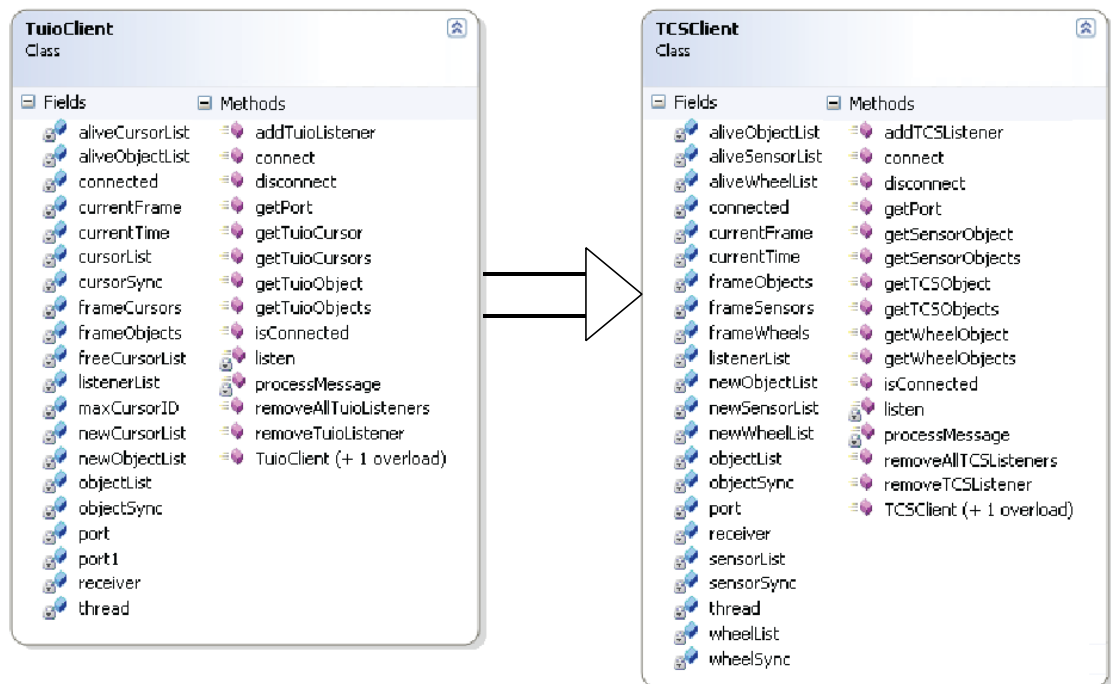 TuioClient
Class
Fields
aliveCursorList
aliveObjectList
connected
currentFrame
currentTime
cursorList
cursorSync
frameCursors
frameObjects
freeCursorList
listenerList
maxCursorID
newCursorList
newObjectList
objectList
objectSync
port
port1
receiver
thread
Methods
addTuioListener
connect
disconnect
getPort
getTuioCursor
getTuioCursors
getTuioObject
getTuioObjects
isConnected
listen
processMessage
removeAllTuioListeners
removeTuioListener
TuioClient (+ 1 overload)
TCSClient
Class
Fields
aliveObjectList
aliveSensorList
aliveWheelList
connected
currentFrame
currentTime
frameObjects
frameSensors
frameWheels
listenerList
newObjectList
newSensorList
newWheelList
objectList
objectSync
port
receiver
sensorList
sensorSync
thread
wheelList
wheelSync
Methods
addTCSListener
connect
disconnect
getPort
getSensorObject
getSensorObjects
getTCSObject
getTCSObjects
getWheelObject
getWheelObjects
isConnected
listen
processMessage
removeAllTCSListeners
removeTCSListener
TCSClient (+ 1 overload)